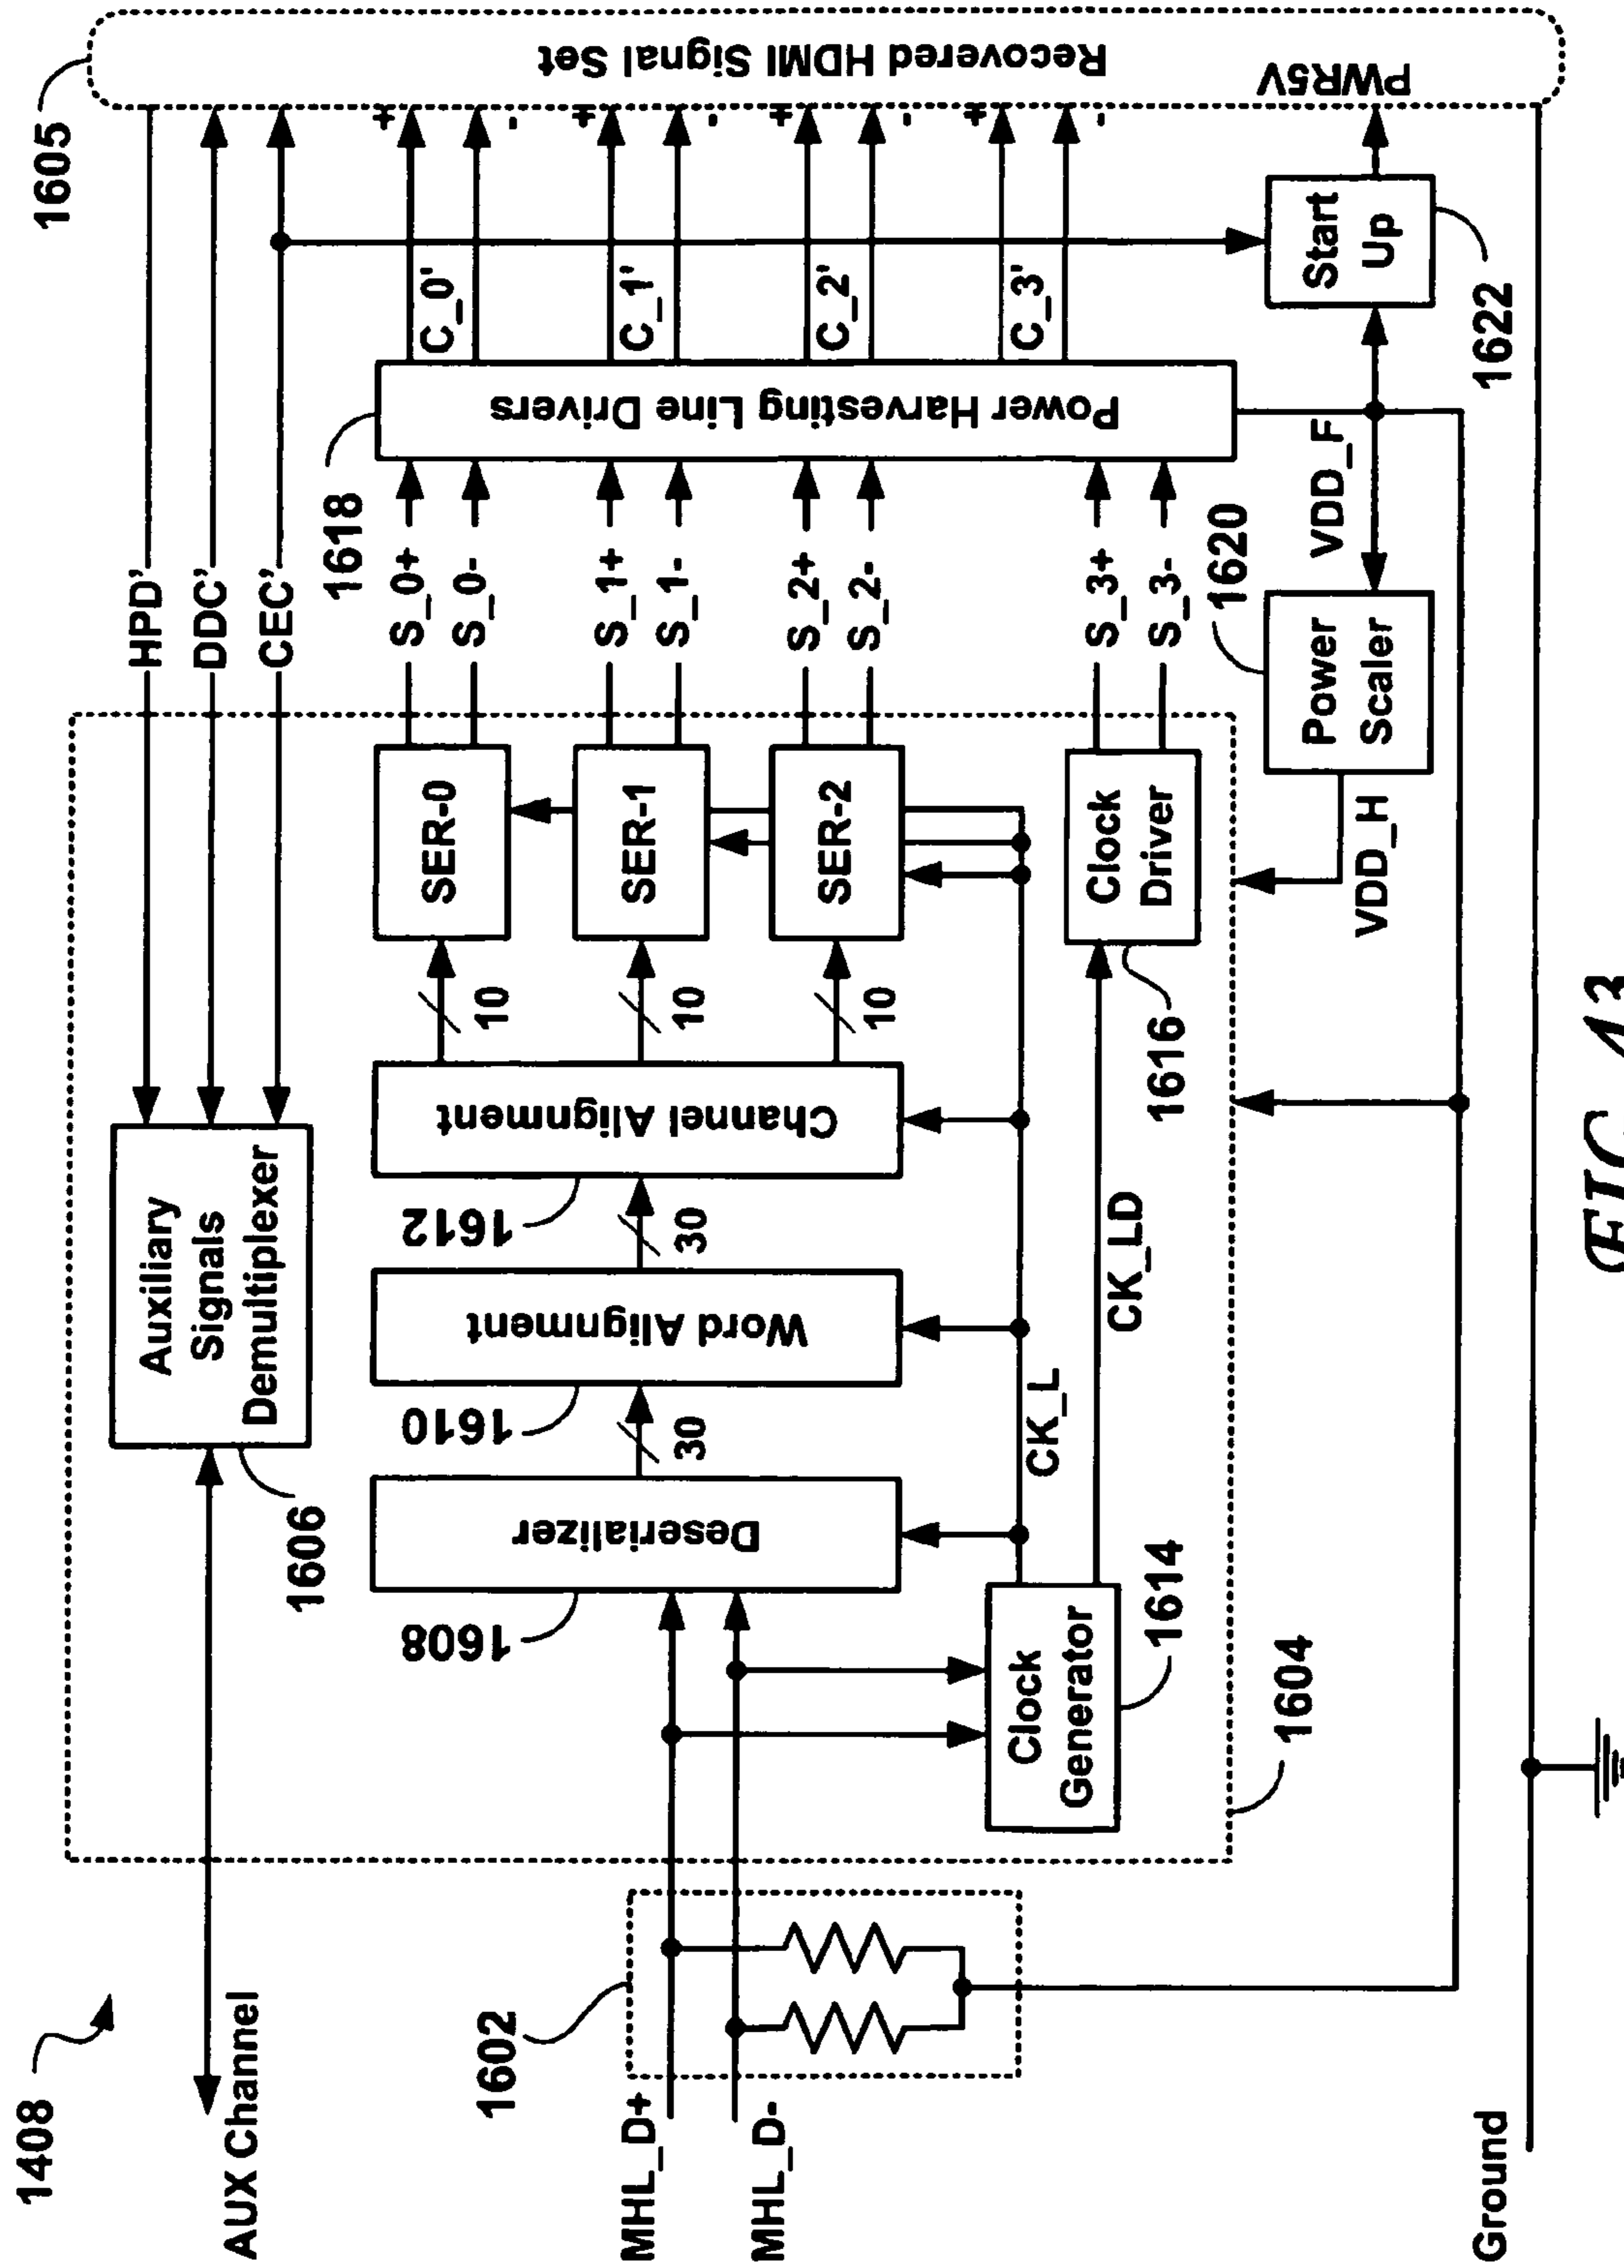 1408
AUX Channel
1606
Auxiliary
Signals
Demultiplexer
HPD'
DDC'
CEC'
1605
Recovered HDMI Signal Set
PWR5V
1602
MHL_D+
MHL_D-
1608
Deserializer
30
1610
Word Alignment
30
1612
Channel Alignment
10
10
10
SER-0
SER-1
SER-2
S_0+
S_0-
S_1+
S_1-
S_2+
S_2-
S_3+
S_3-
1618
Power Harvesting Line Drivers
C_0'
C_1'
C_2'
C_3'
+
-
+
-
+
-
+
-
Clock
Generator
1614
CK_L
CK_LD
1616
Clock
Driver
1604
VDD_H
1620
Power
Scaler
VDD_F
Start
Up
1622
Ground
FIG. 43